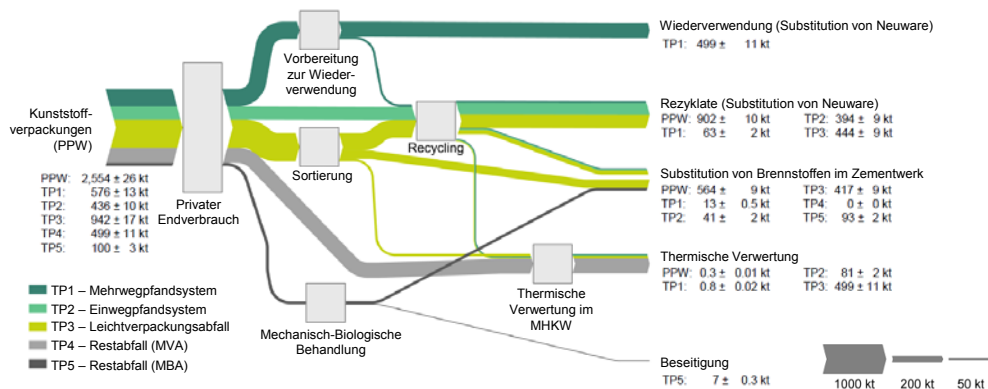 Wiederverwendung (Substitution von Neuware)
TP1: 499 ± 11 kt
Vorbereitung
zur Wieder-
verwendung
Kunststoff-
verpackungen
(PPW)
Rezyklate (Substitution von Neuware)
PPW: 902 ± 10 kt TP2: 394 ± 9 kt
TP1: 63 ± 2 kt TP3: 444 ± 9 kt
Recycling
Sortierung
PPW: 2,554 ± 26 kt
TP1: 576 ± 13 kt
TP2: 436 ± 10 kt
TP3: 942 ± 17 kt
TP4: 499 ± 11 kt
TP5: 100 ± 3 kt
Privater
Endverbrauch
Substitution von Brennstoffen im Zementwerk
PPW: 564 ± 9 kt TP3: 417 ± 9 kt
TP1: 13 ± 0.5 kt TP4: 0 ± 0 kt
TP2: 41 ± 2 kt TP5: 93 ± 2 kt
Thermische Verwertung
PPW: 0.3 ± 0.01 kt TP2: 81 ± 2 kt
TP1: 0.8 ± 0.02 kt TP3: 499 ± 11 kt
Thermische
Verwertung im
MHKW
TP1 – Mehrwegpfandsystem
TP2 – Einwegpfandsystem
TP3 – Leichtverpackungsabfall
TP4 – Restabfall (MVA)
TP5 – Restabfall (MBA)
Mechanisch-Biologische
Behandlung
Beseitigung
TP5: 7 ± 0.3 kt
1000 kt 200 kt 50 kt